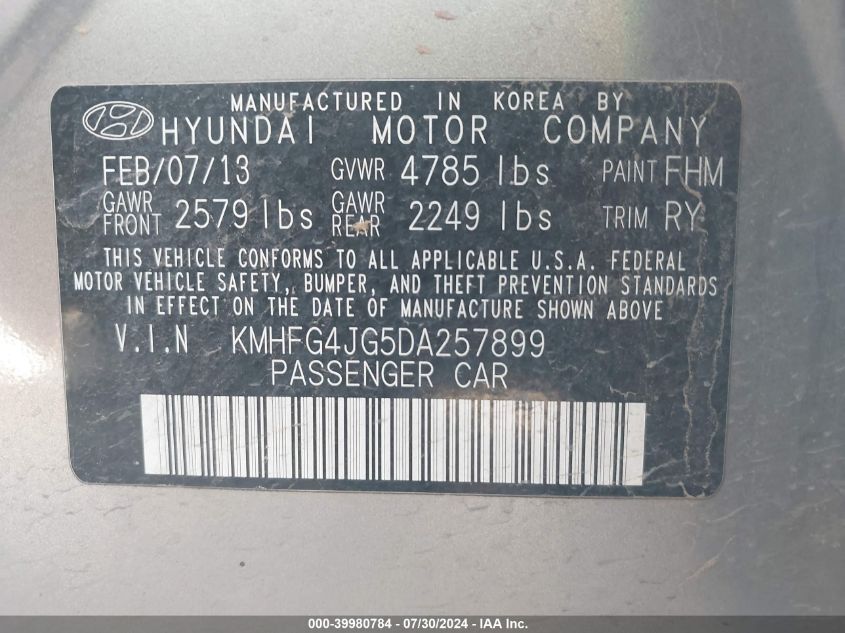 MANUFACTURED IN KOREA BY
HYUNDAI MOTOR COMPANY
FEB/07/13 GVWR 4785 lbs PAINT FHM
GAWR FRONT 2579 lbs GAWR REAR 2249 lbs TRIM RY
THIS VEHICLE CONFORMS TO ALL APPLICABLE U.S.A. FEDERAL
MOTOR VEHICLE SAFETY, BUMPER, AND THEFT PREVENTION STANDARDS
IN EFFECT ON THE DATE OF MANUFACTURE SHOWN ABOVE
V.I.N KMHFG4JG5DA257899
PASSENGER CAR
000-39980784 - 07/30/2024 - IAA Inc.